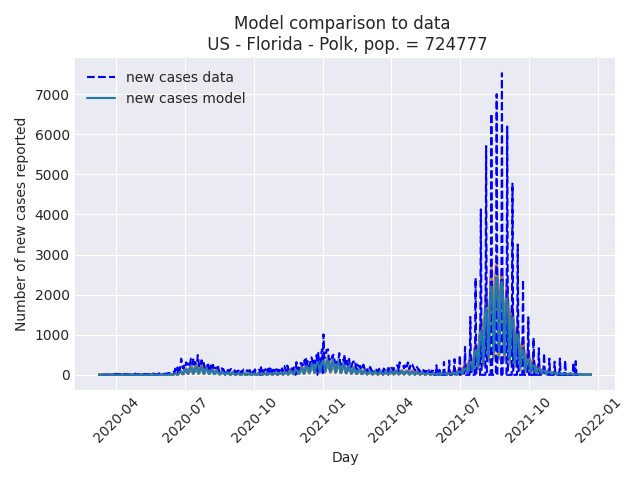 Model comparison to data
US - Florida - Polk, pop. = 724777
new cases data
new cases model
Number of new cases reported
7000
6000
5000
4000
3000
2000
1000
0
2020-04
2020-07
2020-10
2021-01
2021-04
2021-07
2021-10
2022-01
Day